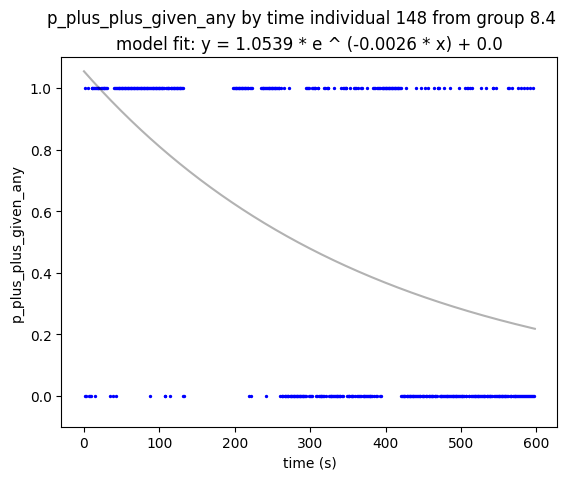 p_plus_plus_given_any by time individual 148 from group 8.4
model fit: y = 1.0539 * e ^ (-0.0026 * x) + 0.0
1.0
0.8
0.6
0.4
0.2
0.0
p_plus_plus_given_any
0 100 200 300 400 500 600
time (s)